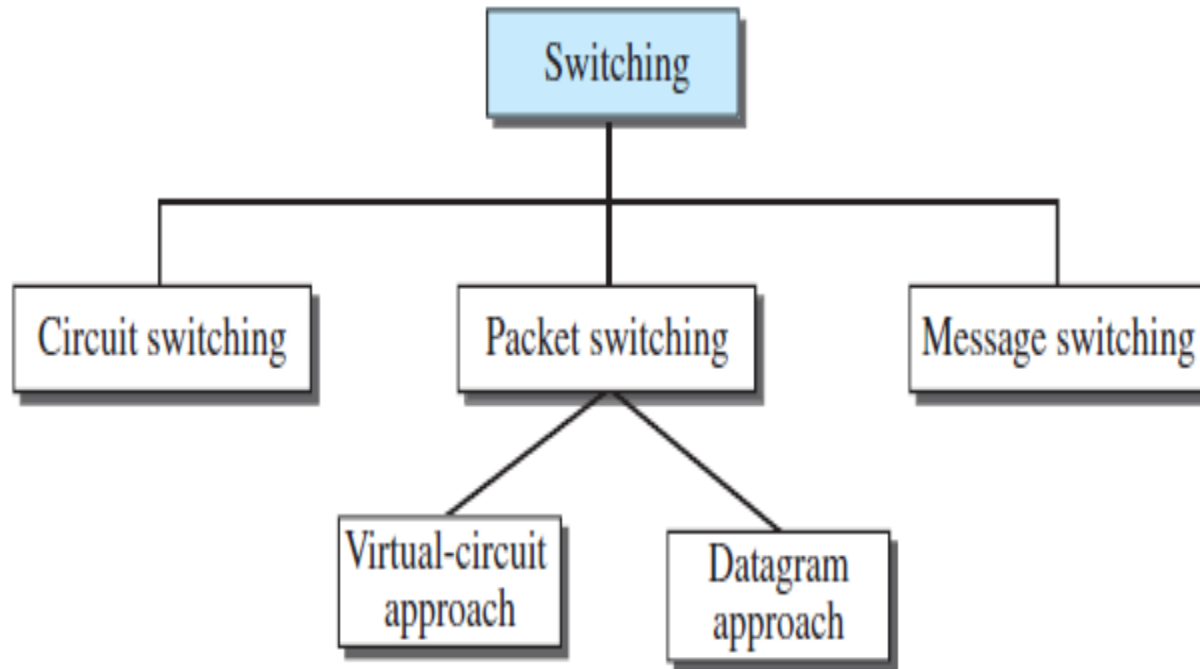 Switching
Circuit switching
Packet switching
Message switching
Virtual-circuit
approach
Datagram
approach